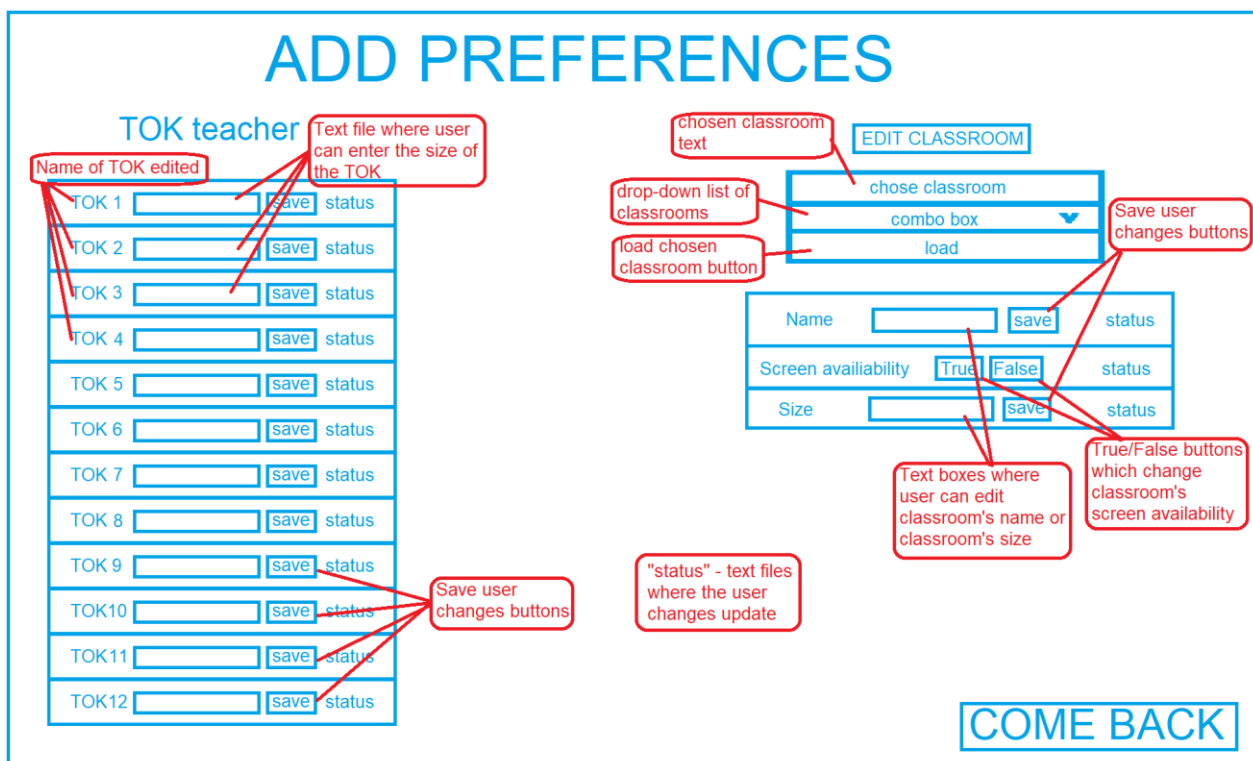 ADD PREFERENCES
TOK teacher
Text file where user
can enter the size of
the TOK
Name of TOK edited
TOK 1 save status
TOK 2 save status
TOK 3 save status
TOK 4 save status
TOK 5 save status
TOK 6 save status
TOK 7 save status
TOK 8 save status
TOK 9 save status
TOK10 save status
TOK11 save status
TOK12 save status
Save user
changes buttons
chosen classroom
text
EDIT CLASSROOM
chose classroom
drop-down list of
classrooms
combo box
load chosen
classroom button
load
Save user
changes buttons
Name save status
Screen availiability True False status
Size save status
Text boxes where
user can edit
classroom's name or
classroom's size
True/False buttons
which change
classroom's
screen availability
"status" - text files
where the user
changes update
COME BACK